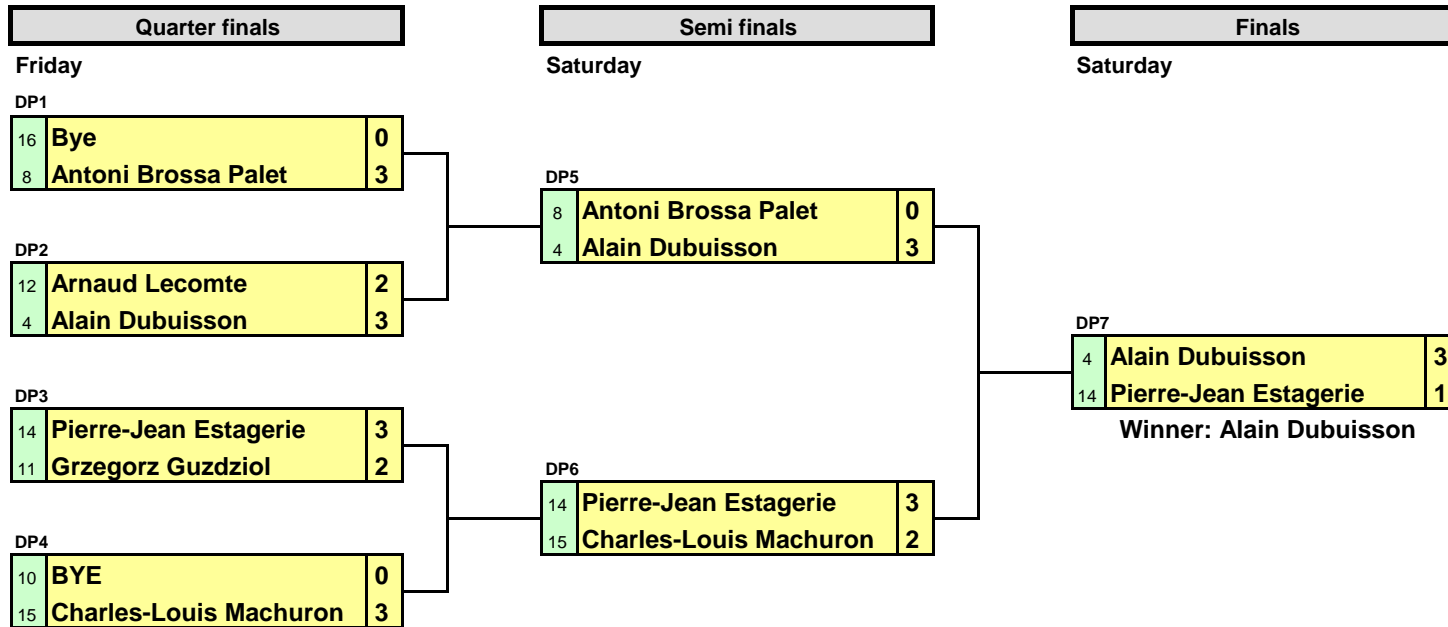 Quarter finals
Semi finals
Finals
Friday
Saturday
Saturday
DP1
16 Bye 0
8 Antoni Brossa Palet 3
DP2
12 Arnaud Lecomte 2
4 Alain Dubuisson 3
DP3
14 Pierre-Jean Estagerie 3
11 Grzegorz Guzdziol 2
DP4
10 BYE 0
15 Charles-Louis Machuron 3
DP5
8 Antoni Brossa Palet 0
4 Alain Dubuisson 3
DP6
14 Pierre-Jean Estagerie 3
15 Charles-Louis Machuron 2
DP7
4 Alain Dubuisson 3
14 Pierre-Jean Estagerie 1
Winner: Alain Dubuisson